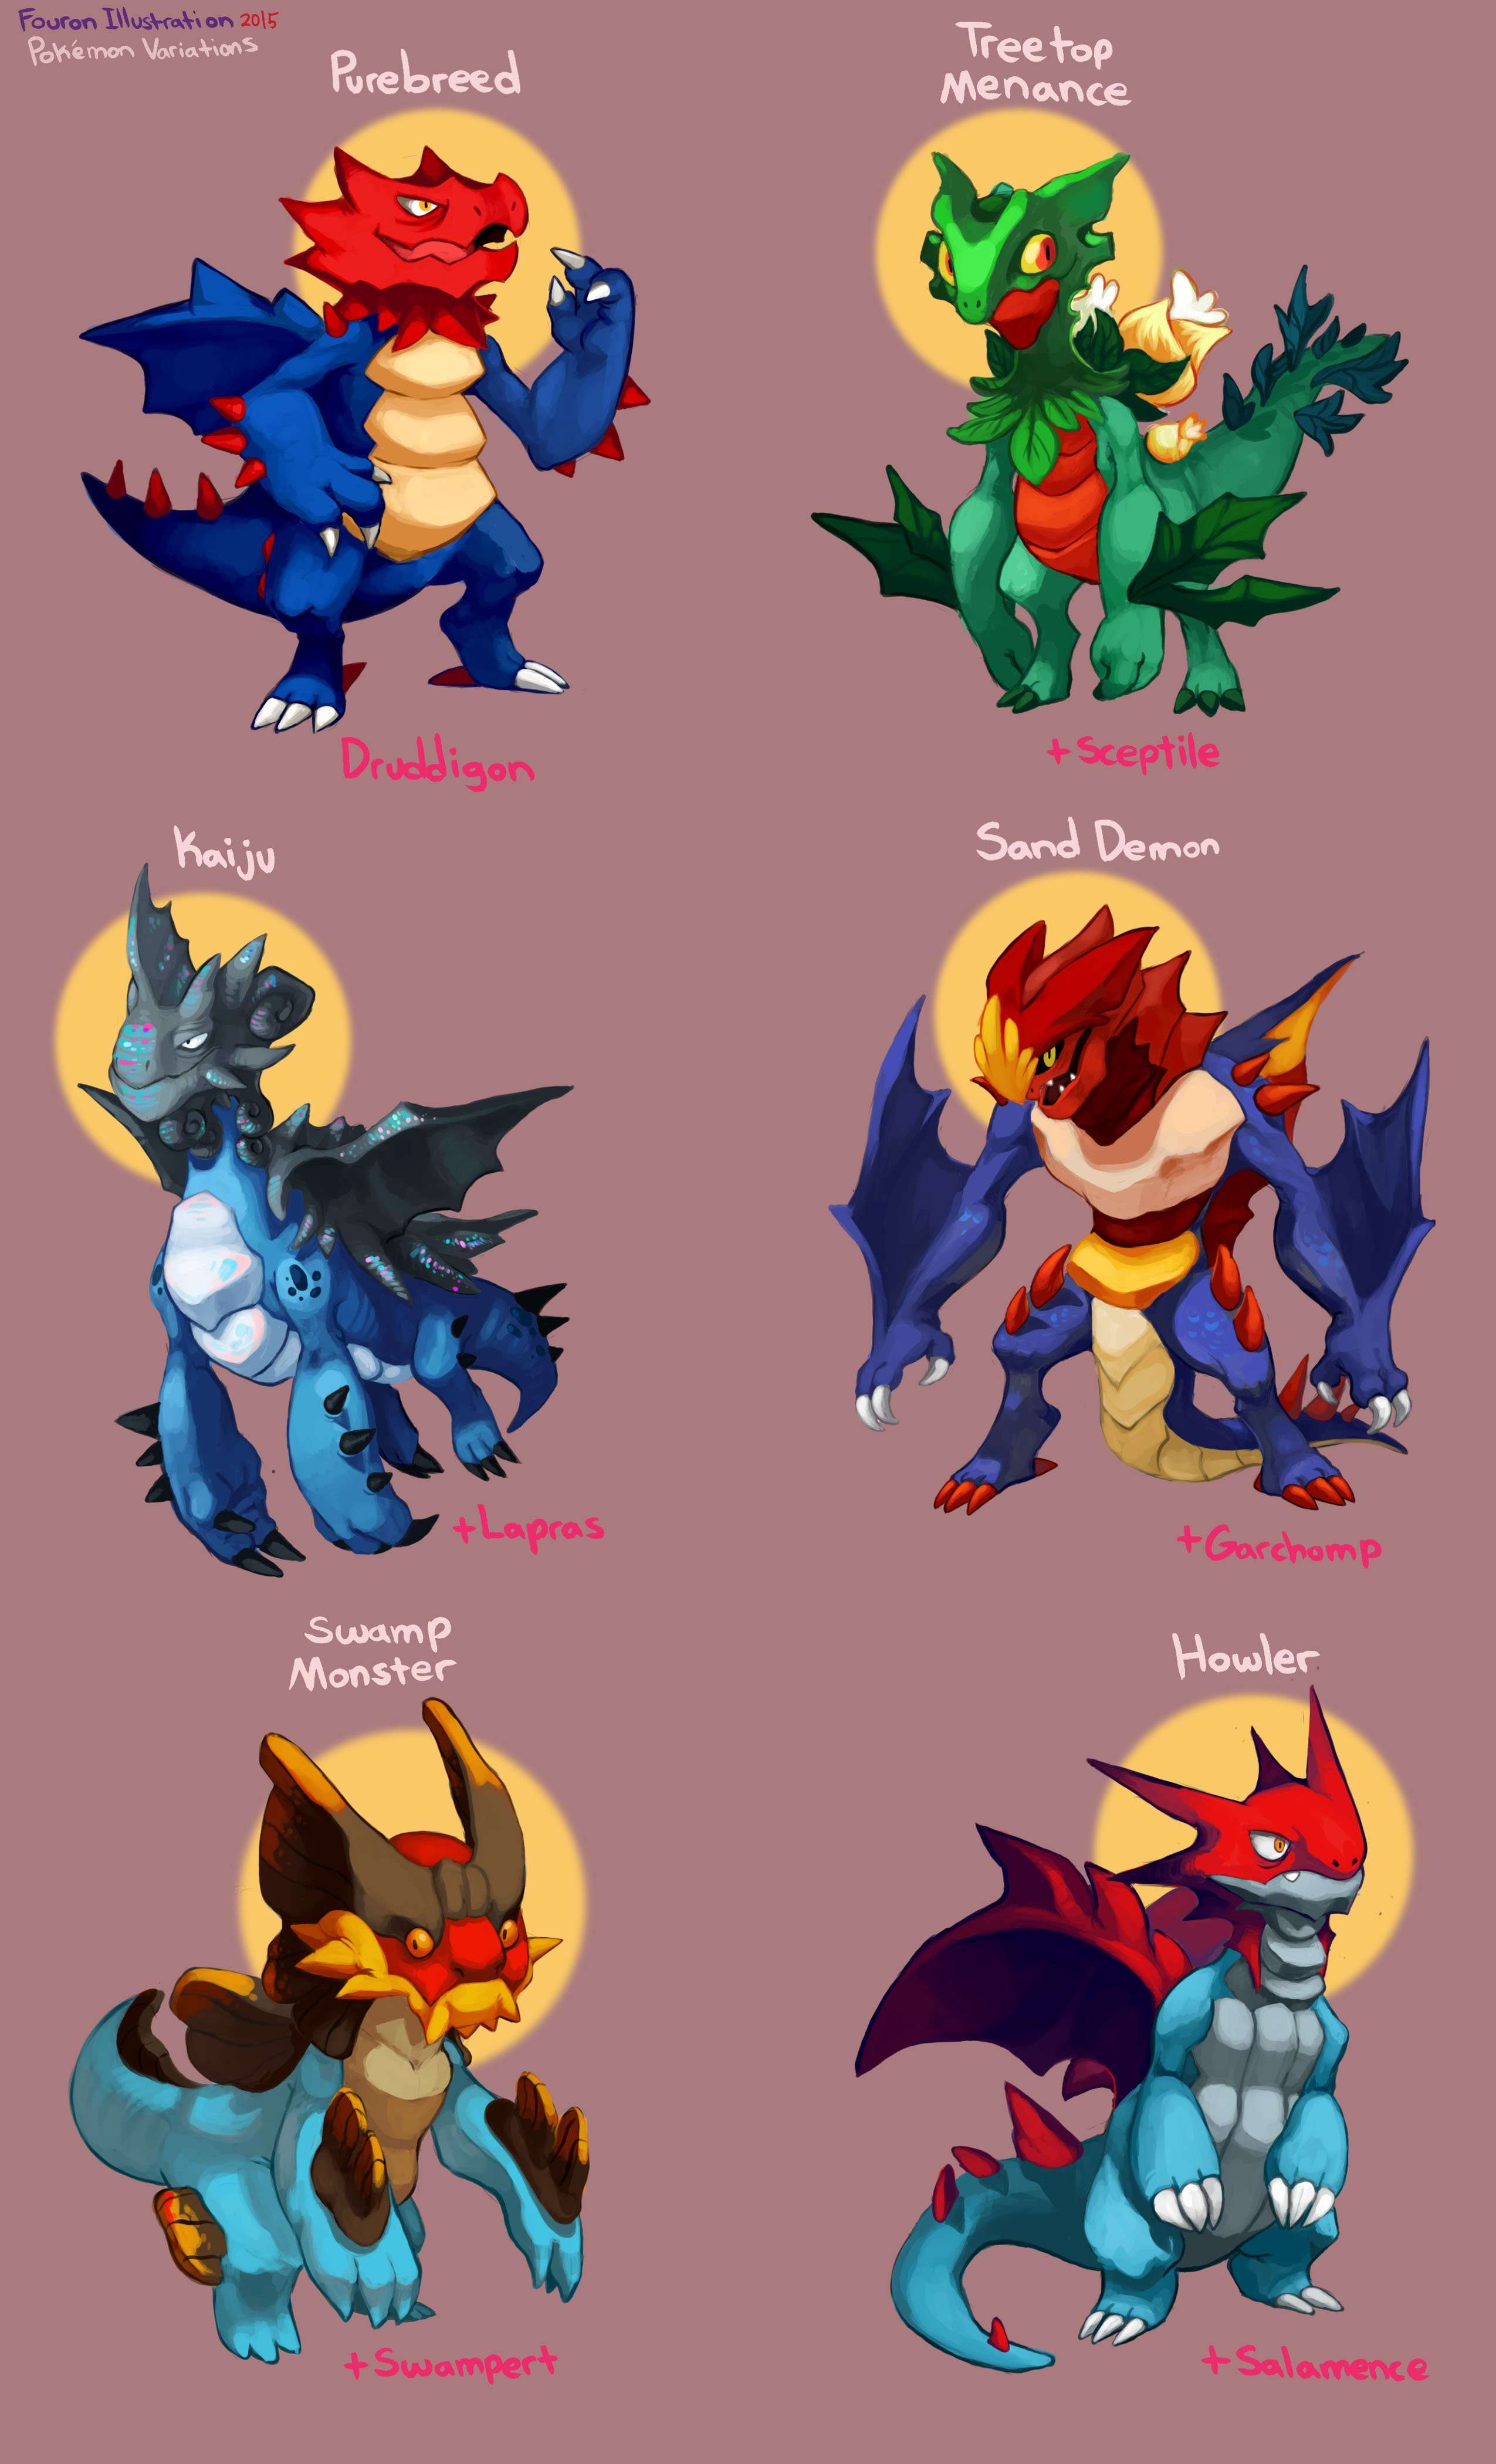 Fouron Illustration 2015
Pokémon Variations
Purebreed
Treetop
Menance
Druddigon
+Sceptile
Kaiju
Sand Demon
+Lapras
+Garchomp
Swamp
Monster
Howler
+Swampert
+Salamence